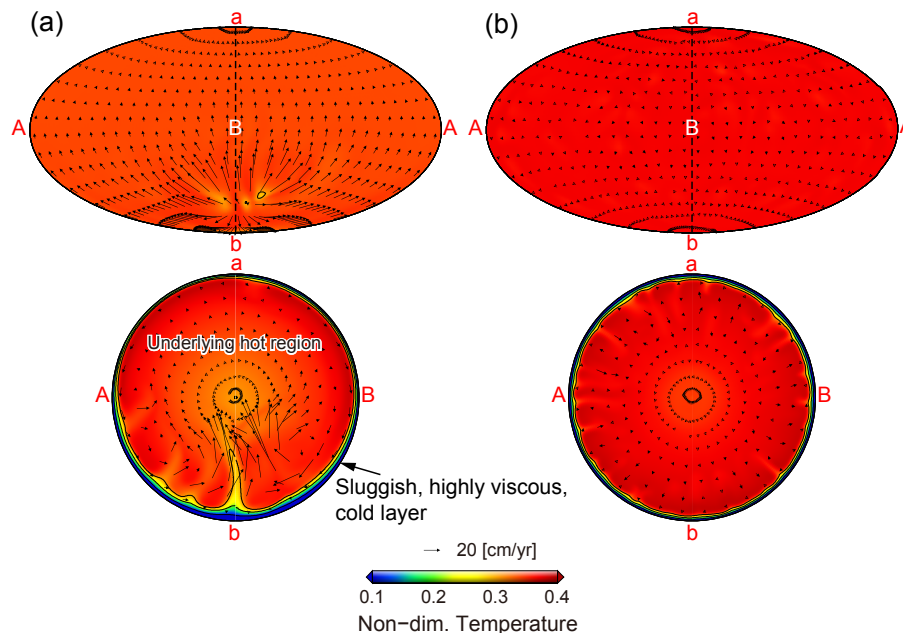 (a)
a
A
B
A
b
(b)
a
A
B
A
b
a
Underlying hot region
A
B
b
Sluggish, highly viscous,
cold layer
a
A
B
b
20 [cm/yr]
0.1 0.2 0.3 0.4
Non−dim. Temperature